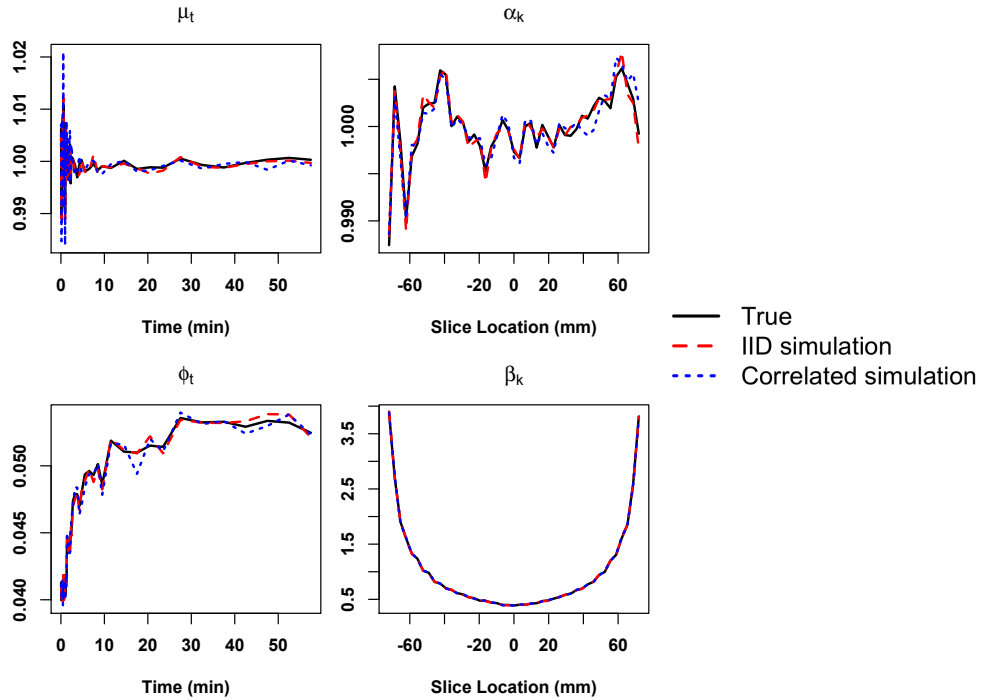 μt
0.99 1.00 1.01 1.02
0 10 20 30 40 50
Time (min)
αk
0.990 1.000
-60 -20 0 20 60
Slice Location (mm)
True
IID simulation
Correlated simulation
ϕt
0.040 0.045 0.050
0 10 20 30 40 50
Time (min)
βk
0.5 1.5 2.5 3.5
-60 -20 0 20 60
Slice Location (mm)